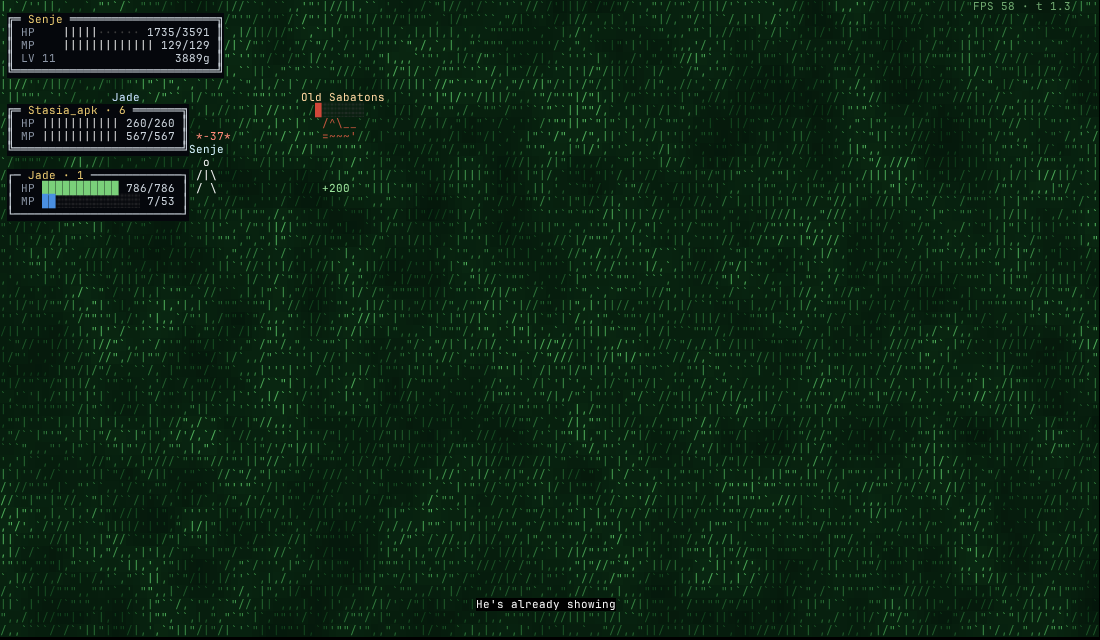 FPS 58 · t 1.3/
Senje
HP 1735/3591
MP 129/129
LV 11 3889g
Jade
Old Sabatons
Stasia_apk · 6
HP 260/260
MP 567/567
*-37*
Senje
Jade · 1
HP 786/786
MP 7/53
+200
He's already showing